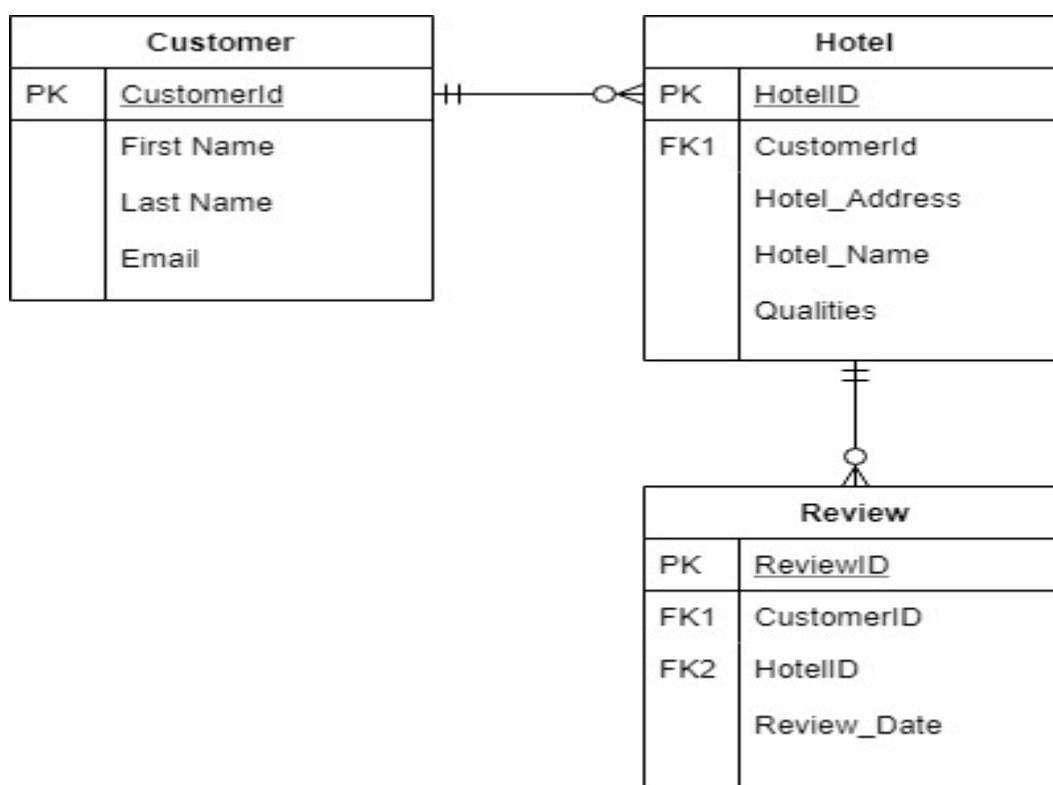 Customer
PK CustomerId
First Name
Last Name
Email
Hotel
PK HotelID
FK1 CustomerId
Hotel_Address
Hotel_Name
Qualities
Review
PK ReviewID
FK1 CustomerID
FK2 HotelID
Review_Date